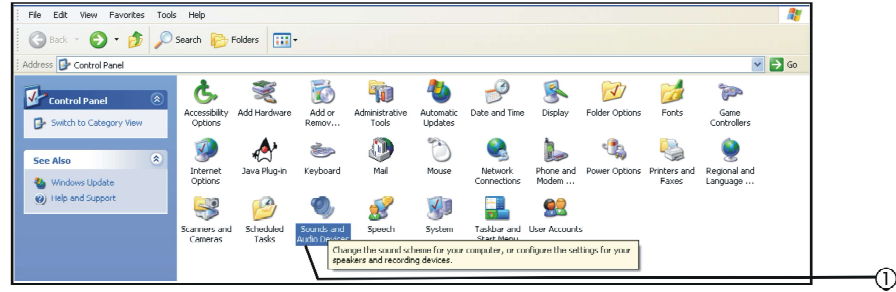 File Edit View Favorites Tools Help
Back Search Folders
Address Control Panel Go
Control Panel
Switch to Category View
See Also
Windows Update
Help and Support
Accessibility Options
Add Hardware
Add or Remov...
Administrative Tools
Automatic Updates
Date and Time
Display
Folder Options
Fonts
Game Controllers
Internet Options
Java Plug-in
Keyboard
Mail
Mouse
Network Connections
Phone and Modem ...
Power Options
Printers and Faxes
Regional and Language ...
Scanners and Cameras
Scheduled Tasks
Sounds and Audio Devices
Speech
System
Taskbar and Start Menu
User Accounts
Change the sound scheme for your computer, or configure the settings for your
speakers and recording devices.
①